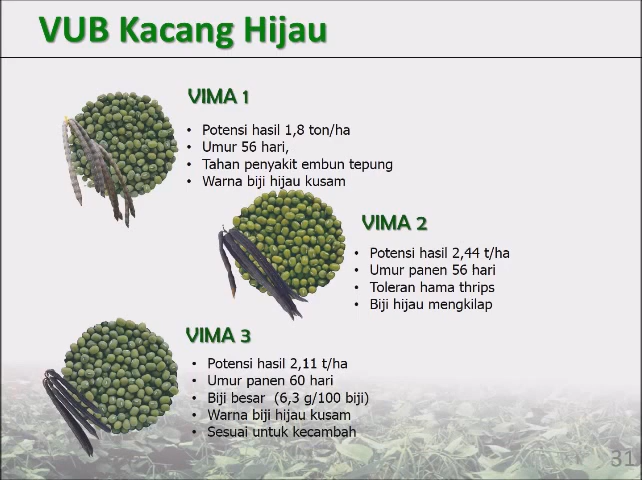 VUB Kacang Hijau
VIMA 1
• Potensi hasil 1,8 ton/ha
• Umur 56 hari,
• Tahan penyakit embun tepung
• Warna biji hijau kusam
VIMA 2
• Potensi hasil 2,44 t/ha
• Umur panen 56 hari
• Toleran hama thrips
• Biji hijau mengkilap
VIMA 3
• Potensi hasil 2,11 t/ha
• Umur panen 60 hari
• Biji besar (6,3 g/100 biji)
• Warna biji hijau kusam
• Sesuai untuk kecambah
31